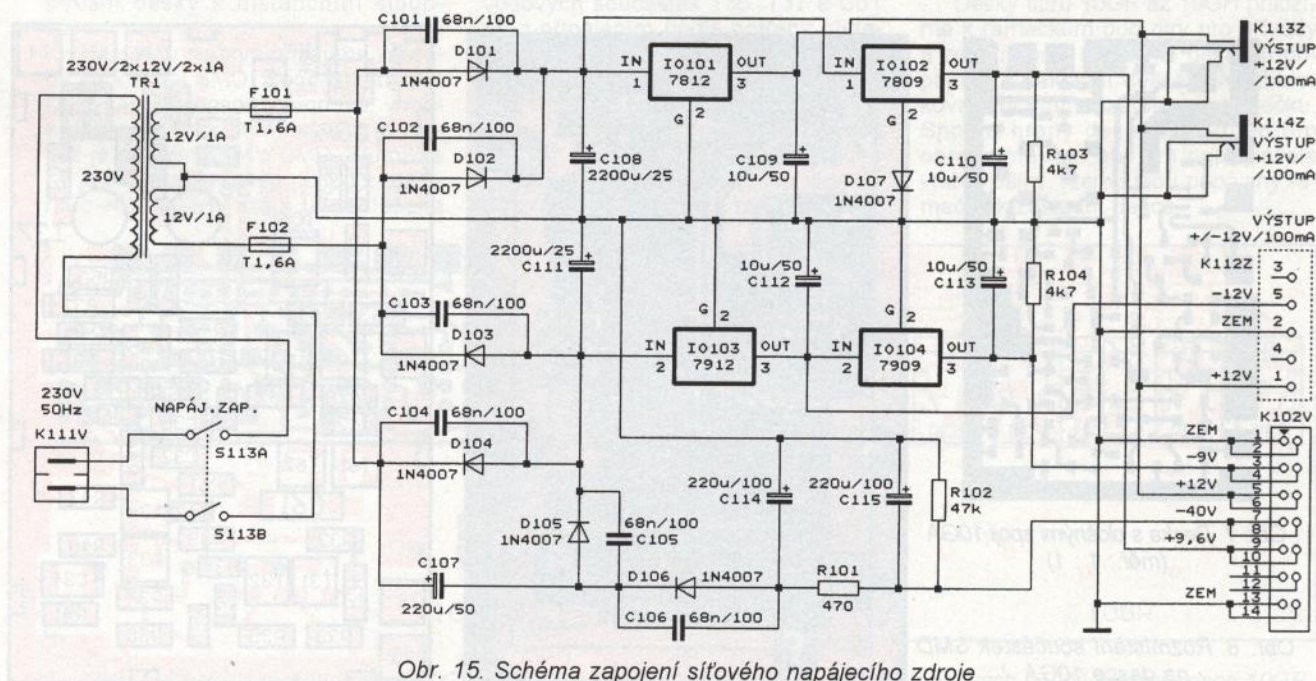 230V/2x12V/2x1A
TR1
230V
12V/1A
12V/1A
F101
T1,6A
F102
T1,6A
C101
68n/100
D101
1N4007
C102
68n/100
D102
1N4007
C108
2200u/25
2200u/25
C111
C103
68n/100
D103
1N4007
C104
68n/100
D104
1N4007
D105
1N4007
68n/100
C105
C107
220u/50
D106
1N4007
C106
68n/100
R101
470
220u/100
C114
220u/100
C115
R102
47k
IN
1
IO101
7812
OUT
3
G
2
C109
10u/50
IN
1
IO102
7809
OUT
3
G
2
D107
1N4007
C110
10u/50
R103
4k7
10u/50
C112
10u/50
C113
R104
4k7
IN
2
IO103
7912
OUT
3
G
2
IN
2
IO104
7909
OUT
3
G
2
K113Z
VÝSTUP
+12V/
/100mA
K114Z
VÝSTUP
+12V/
/100mA
VÝSTUP
+/-12V/100mA
K112Z
3
-12V
5
ZEM
2
4
+12V
1
K102V
ZEM
1
2
-9V
3
4
+12V
5
6
-40V
7
8
+9,6V
9
10
11
12
ZEM
13
14
230V
50Hz
K111V
NAPÁJ.ZAP.
S113A
S113B
Obr. 15. Schéma zapojení síťového napájecího zdroje